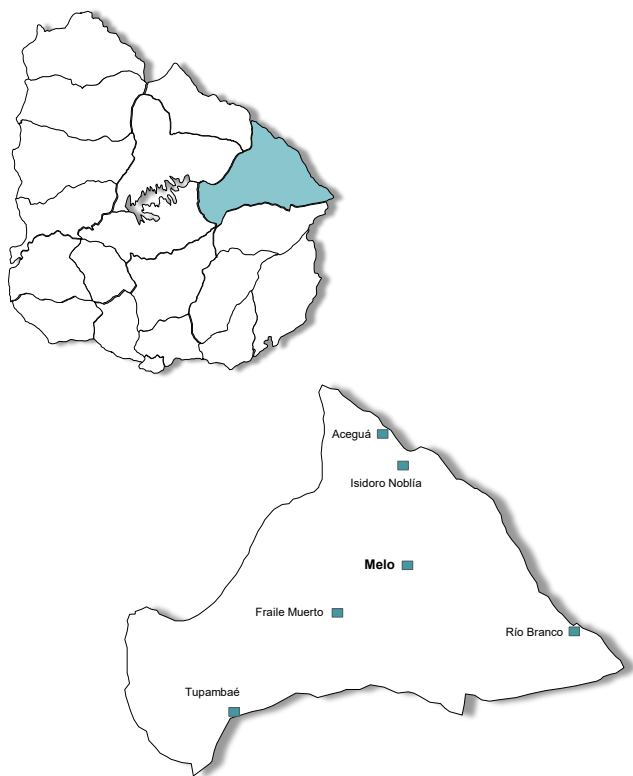 Aceguá
Isidoro Noblía
Melo
Fraile Muerto
Río Branco
Tupambaé